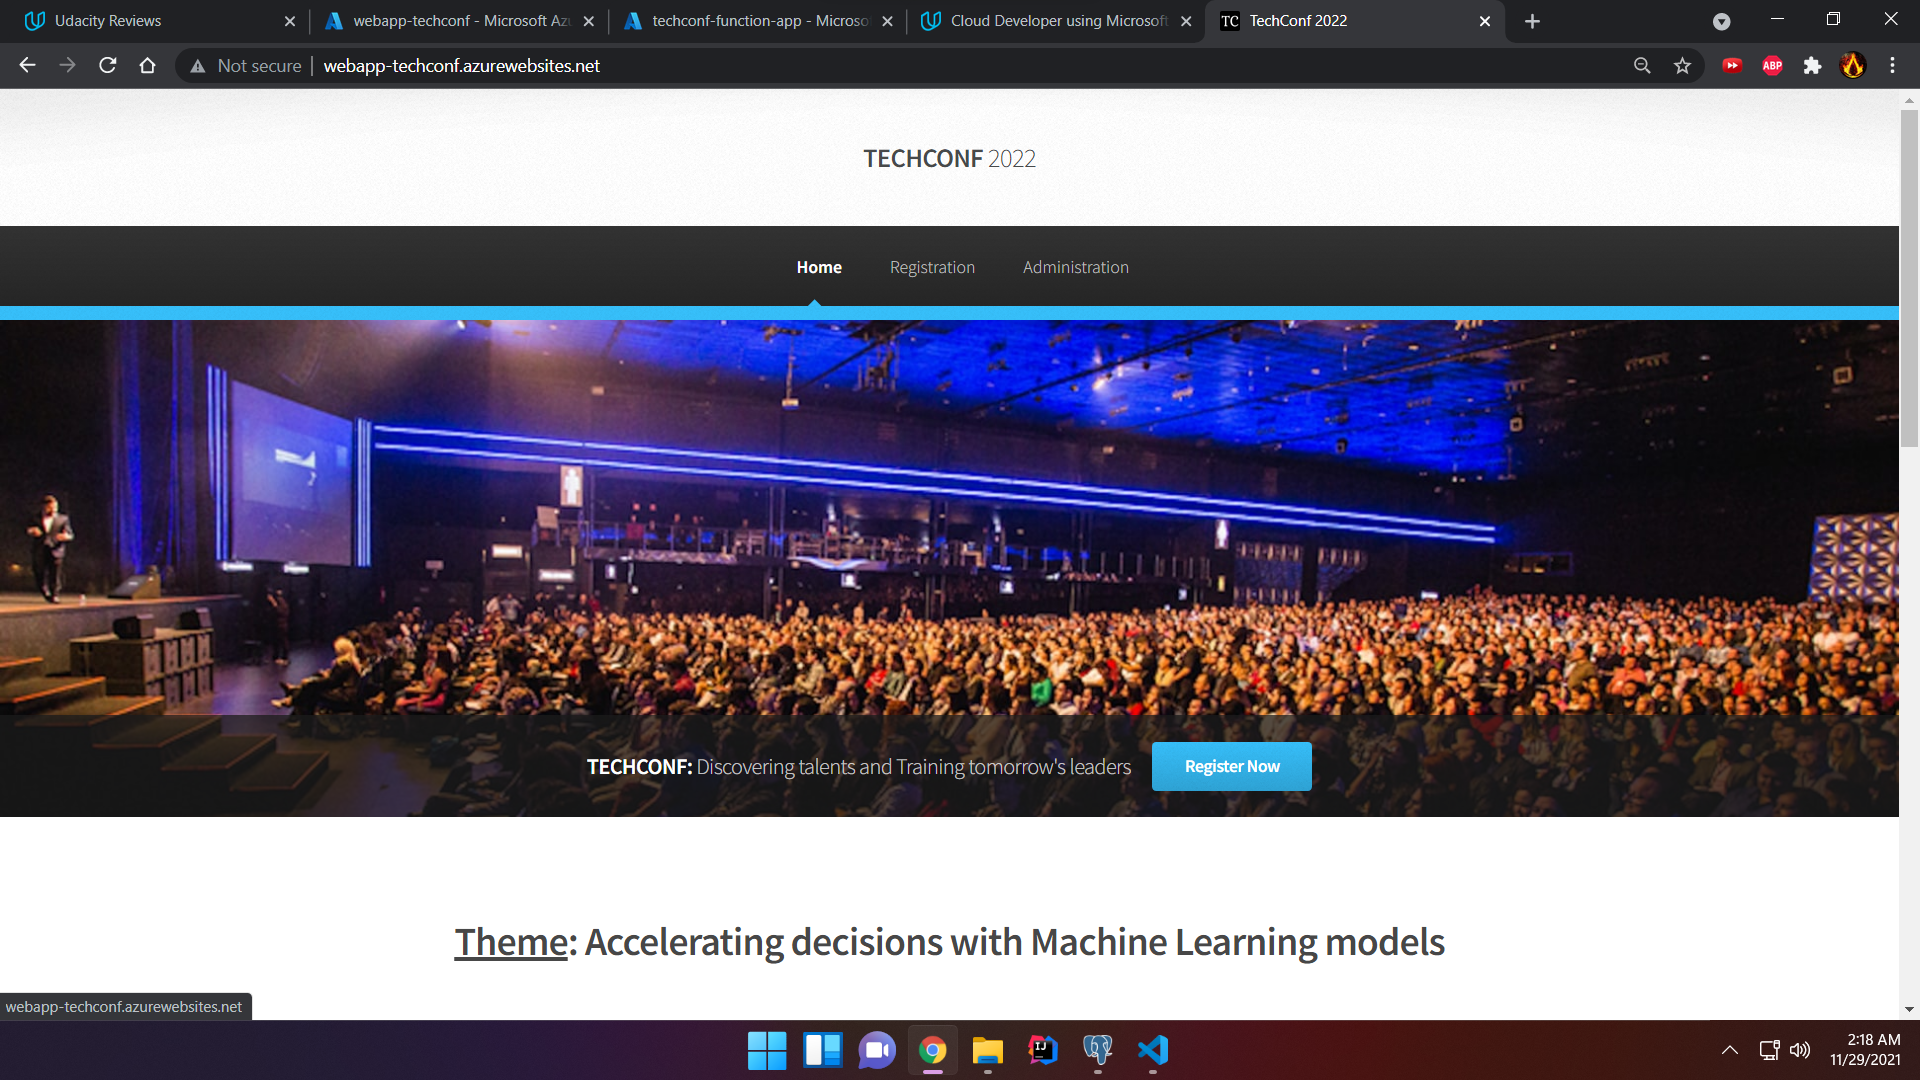 Udacity Reviews
webapp-techconf - Microsoft Az
techconf-function-app - Microso
Cloud Developer using Microsoft
TC TechConf 2022
Not secure webapp-techconf.azurewebsites.net
ABP
TECHCONF 2022
Home Registration Administration
TECHCONF: Discovering talents and Training tomorrow's leaders Register Now
Theme: Accelerating decisions with Machine Learning models
webapp-techconf.azurewebsites.net
IJ
2:18 AM
11/29/2021